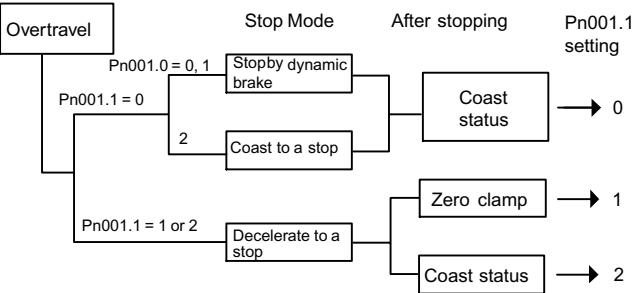 Stop Mode
After stopping
Pn001.1
setting
Overtravel
Pn001.0 = 0, 1
Stopby dynamic
brake
Pn001.1 = 0
Coast
status
0
2
Coast to a stop
Zero clamp
1
Pn001.1 = 1 or 2
Decelerate to a
stop
Coast status
2